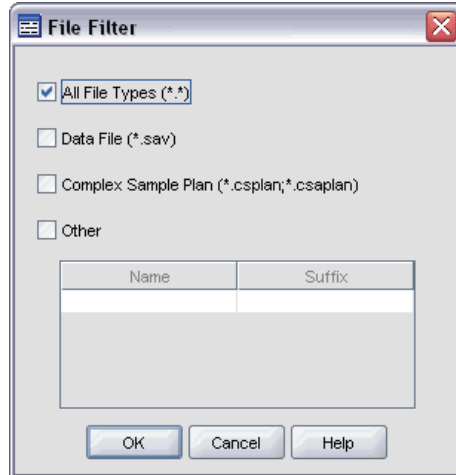 File Filter
All File Types (*.*)
Data File (*.sav)
Complex Sample Plan (*.csplan;*.csaplan)
Other
Name Suffix
OK Cancel Help